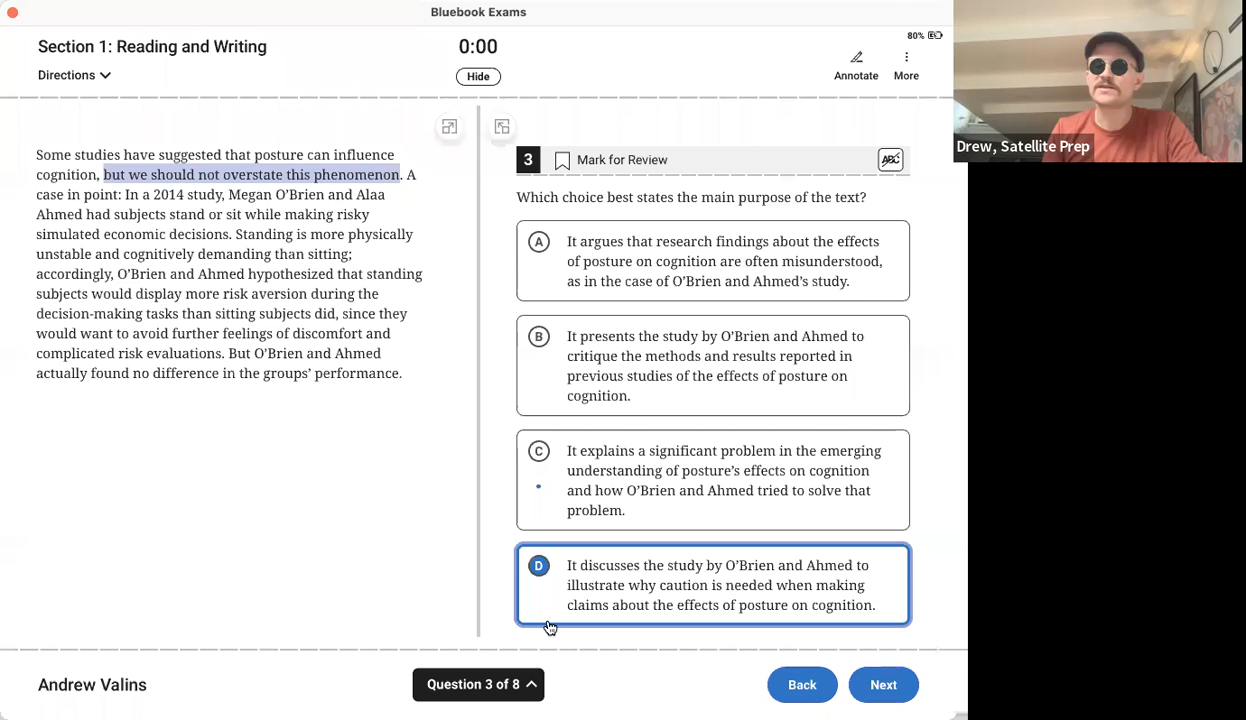 Bluebook Exams
Section 1: Reading and Writing
0:00
80%
Directions
Hide
Annotate
More
Drew, Satellite Prep
Some studies have suggested that posture can influence
cognition, but we should not overstate this phenomenon. A
case in point: In a 2014 study, Megan O’Brien and Alaa
Ahmed had subjects stand or sit while making risky
simulated economic decisions. Standing is more physically
unstable and cognitively demanding than sitting;
accordingly, O’Brien and Ahmed hypothesized that standing
subjects would display more risk aversion during the
decision-making tasks than sitting subjects did, since they
would want to avoid further feelings of discomfort and
complicated risk evaluations. But O’Brien and Ahmed
actually found no difference in the groups’ performance.
3
Mark for Review
ABC
Which choice best states the main purpose of the text?
A
It argues that research findings about the effects
of posture on cognition are often misunderstood,
as in the case of O’Brien and Ahmed’s study.
B
It presents the study by O’Brien and Ahmed to
critique the methods and results reported in
previous studies of the effects of posture on
cognition.
C
It explains a significant problem in the emerging
understanding of posture’s effects on cognition
and how O’Brien and Ahmed tried to solve that
problem.
D
It discusses the study by O’Brien and Ahmed to
illustrate why caution is needed when making
claims about the effects of posture on cognition.
Andrew Valins
Question 3 of 8
Back
Next